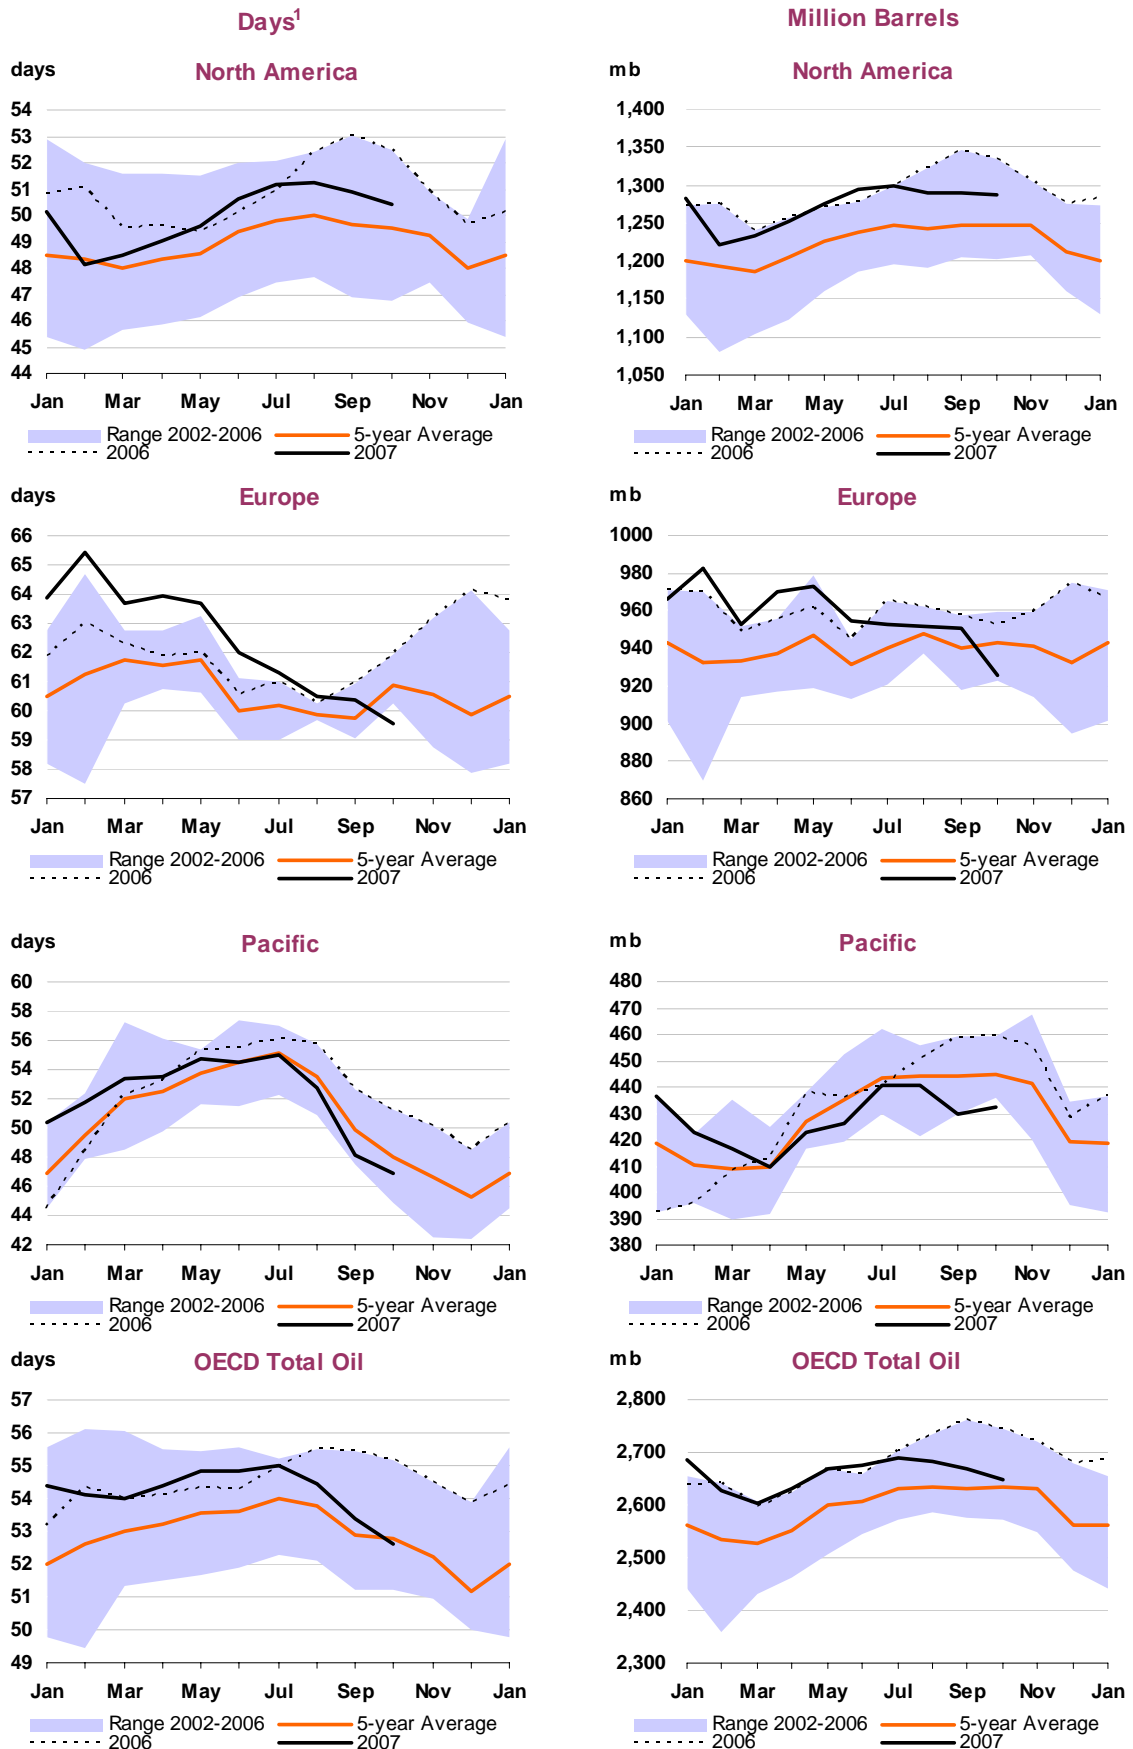 Days¹
Million Barrels
days
North America
54
53
52
51
50
49
48
47
46
45
44
Jan Mar May Jul Sep Nov Jan
Range 2002-2006 5-year Average
2006 2007
mb
North America
1,400
1,350
1,300
1,250
1,200
1,150
1,100
1,050
Jan Mar May Jul Sep Nov Jan
Range 2002-2006 5-year Average
2006 2007
days
Europe
66
65
64
63
62
61
60
59
58
57
Jan Mar May Jul Sep Nov Jan
Range 2002-2006 5-year Average
2006 2007
mb
Europe
1000
980
960
940
920
900
880
860
Jan Mar May Jul Sep Nov Jan
Range 2002-2006 5-year Average
2006 2007
days
Pacific
60
58
56
54
52
50
48
46
44
42
Jan Mar May Jul Sep Nov Jan
Range 2002-2006 5-year Average
2006 2007
mb
Pacific
480
470
460
450
440
430
420
410
400
390
380
Jan Mar May Jul Sep Nov Jan
Range 2002-2006 5-year Average
2006 2007
days
OECD Total Oil
57
56
55
54
53
52
51
50
49
Jan Mar May Jul Sep Nov Jan
Range 2002-2006 5-year Average
2006 2007
mb
OECD Total Oil
2,800
2,700
2,600
2,500
2,400
2,300
Jan Mar May Jul Sep Nov Jan
Range 2002-2006 5-year Average
2006 2007